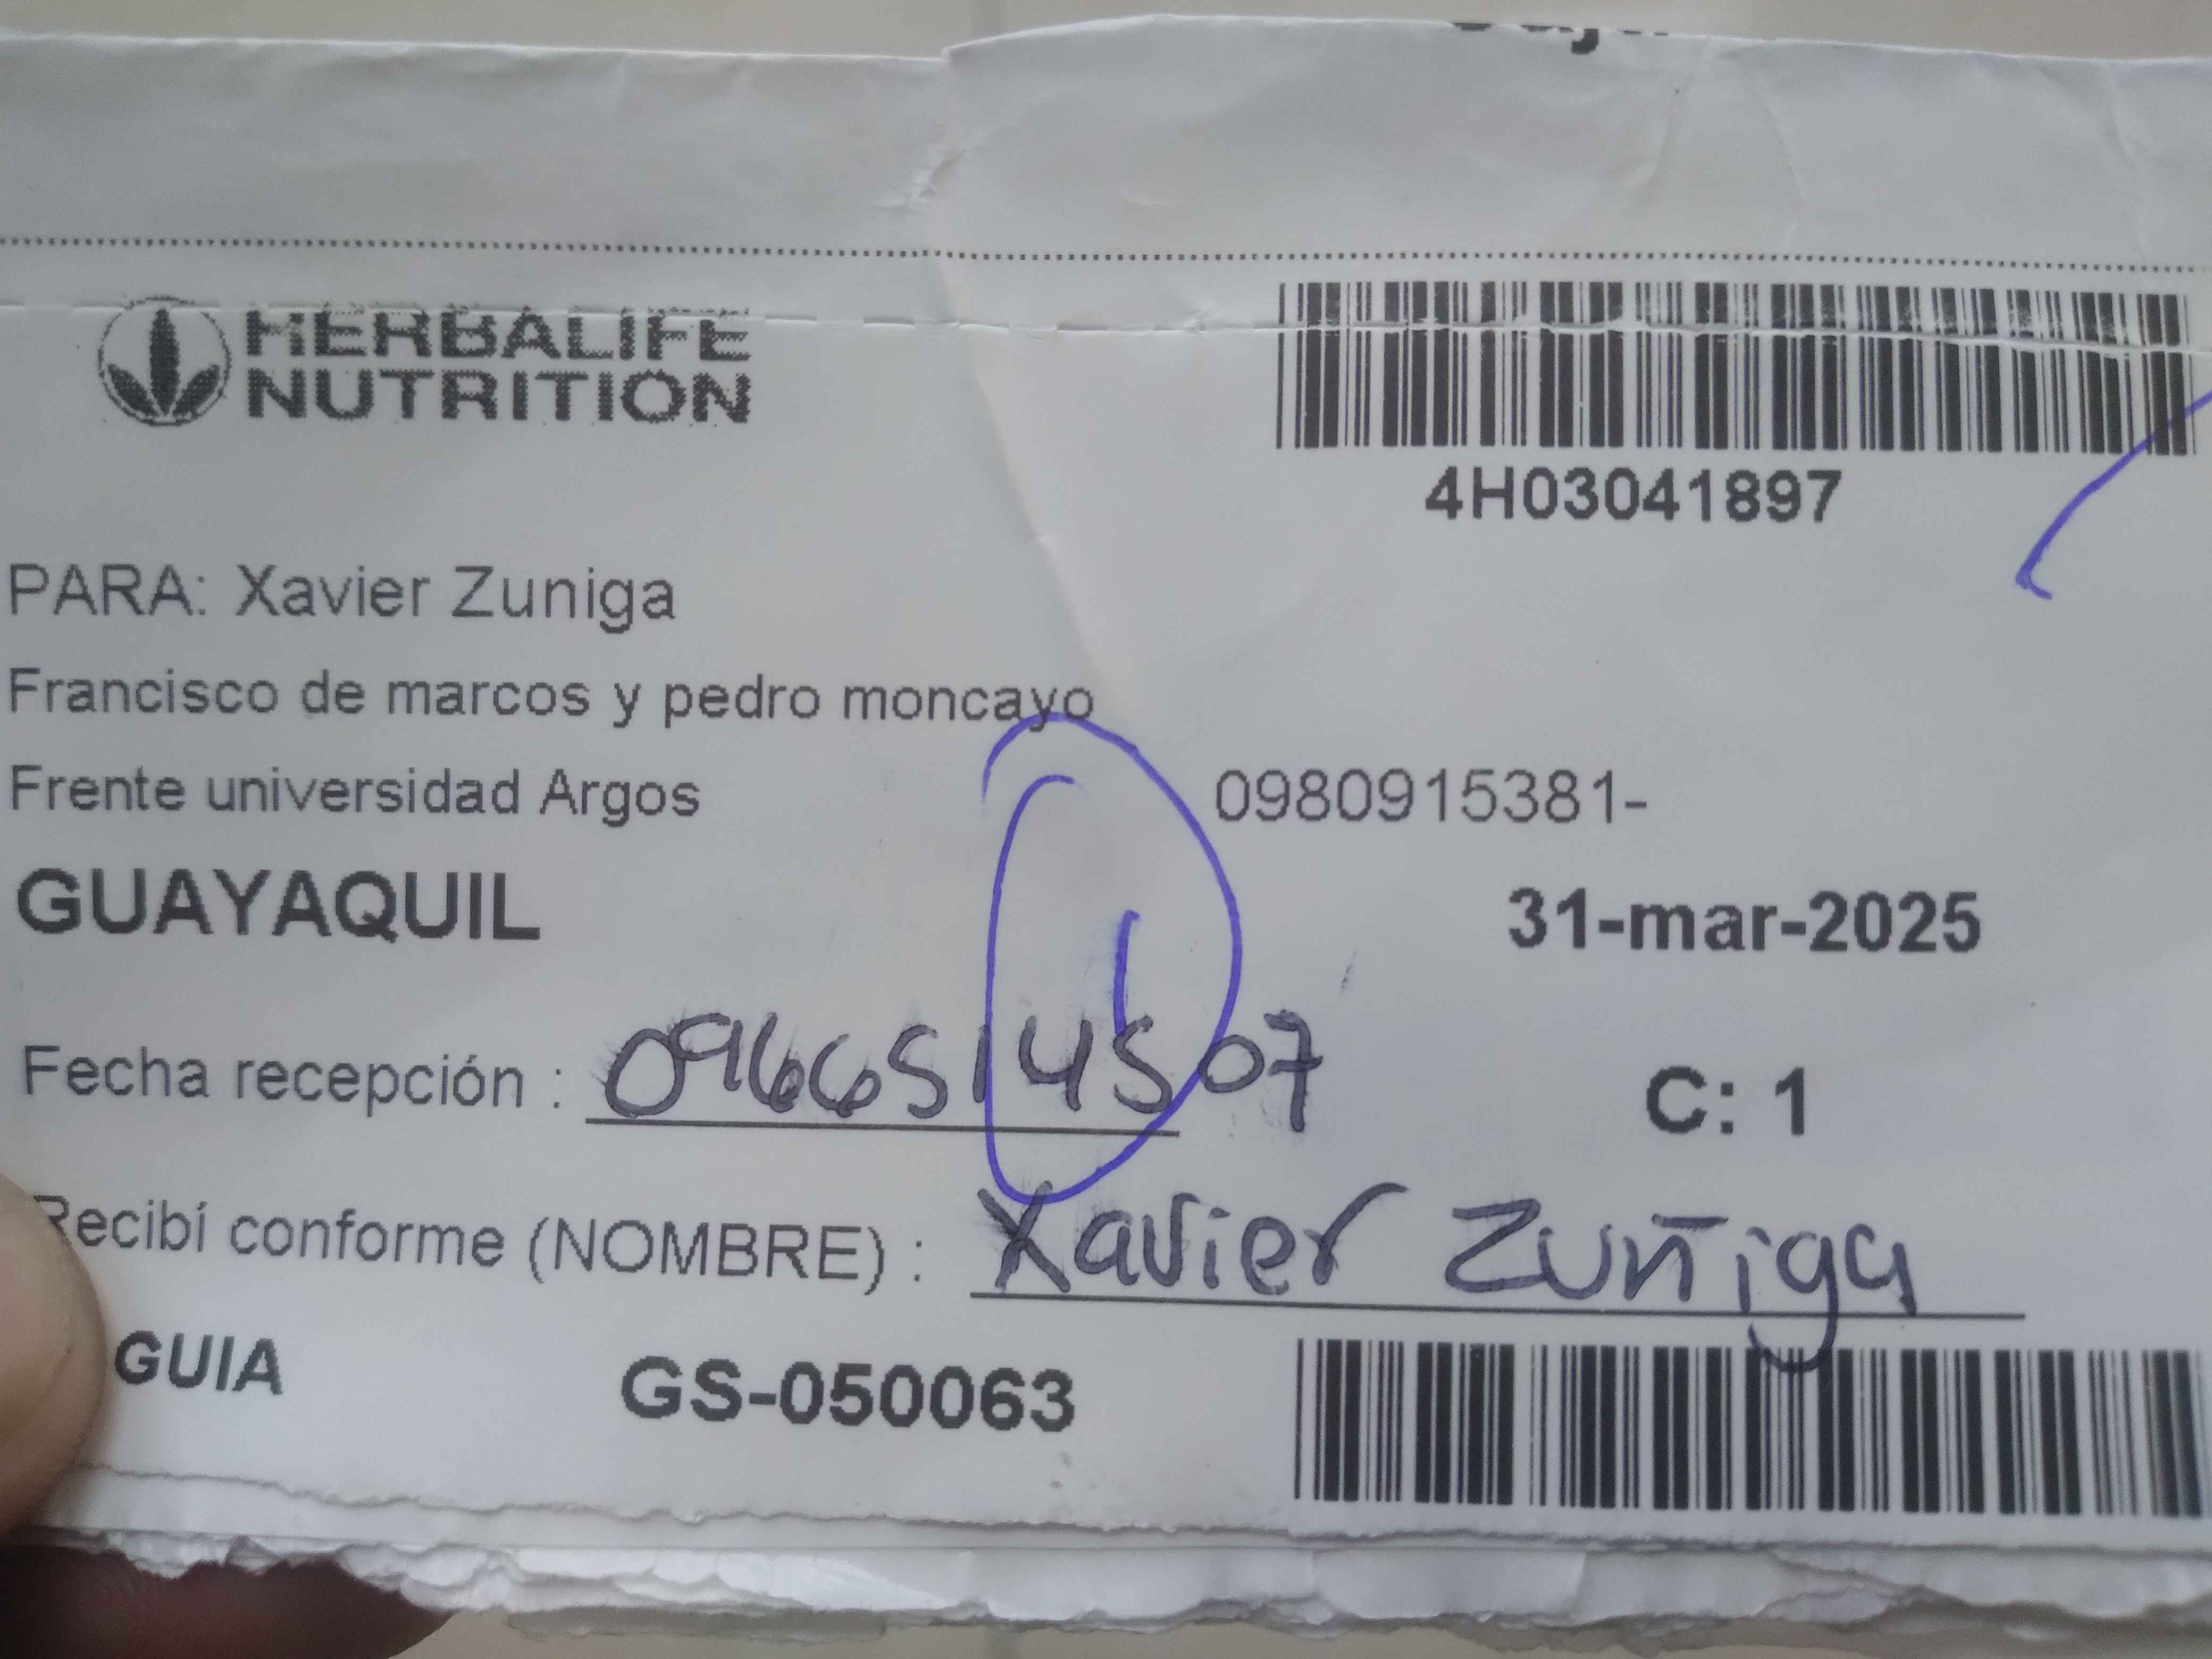 HERBALIFE
NUTRITION
4H03041897
PARA: Xavier Zuniga
Francisco de marcos y pedro moncayo
Frente universidad Argos 0980915381-
GUAYAQUIL 31-mar-2025
Fecha recepción : 0966514507 C: 1
Recibí conforme (NOMBRE) : Xavier Zuñiga
GUIA GS-050063